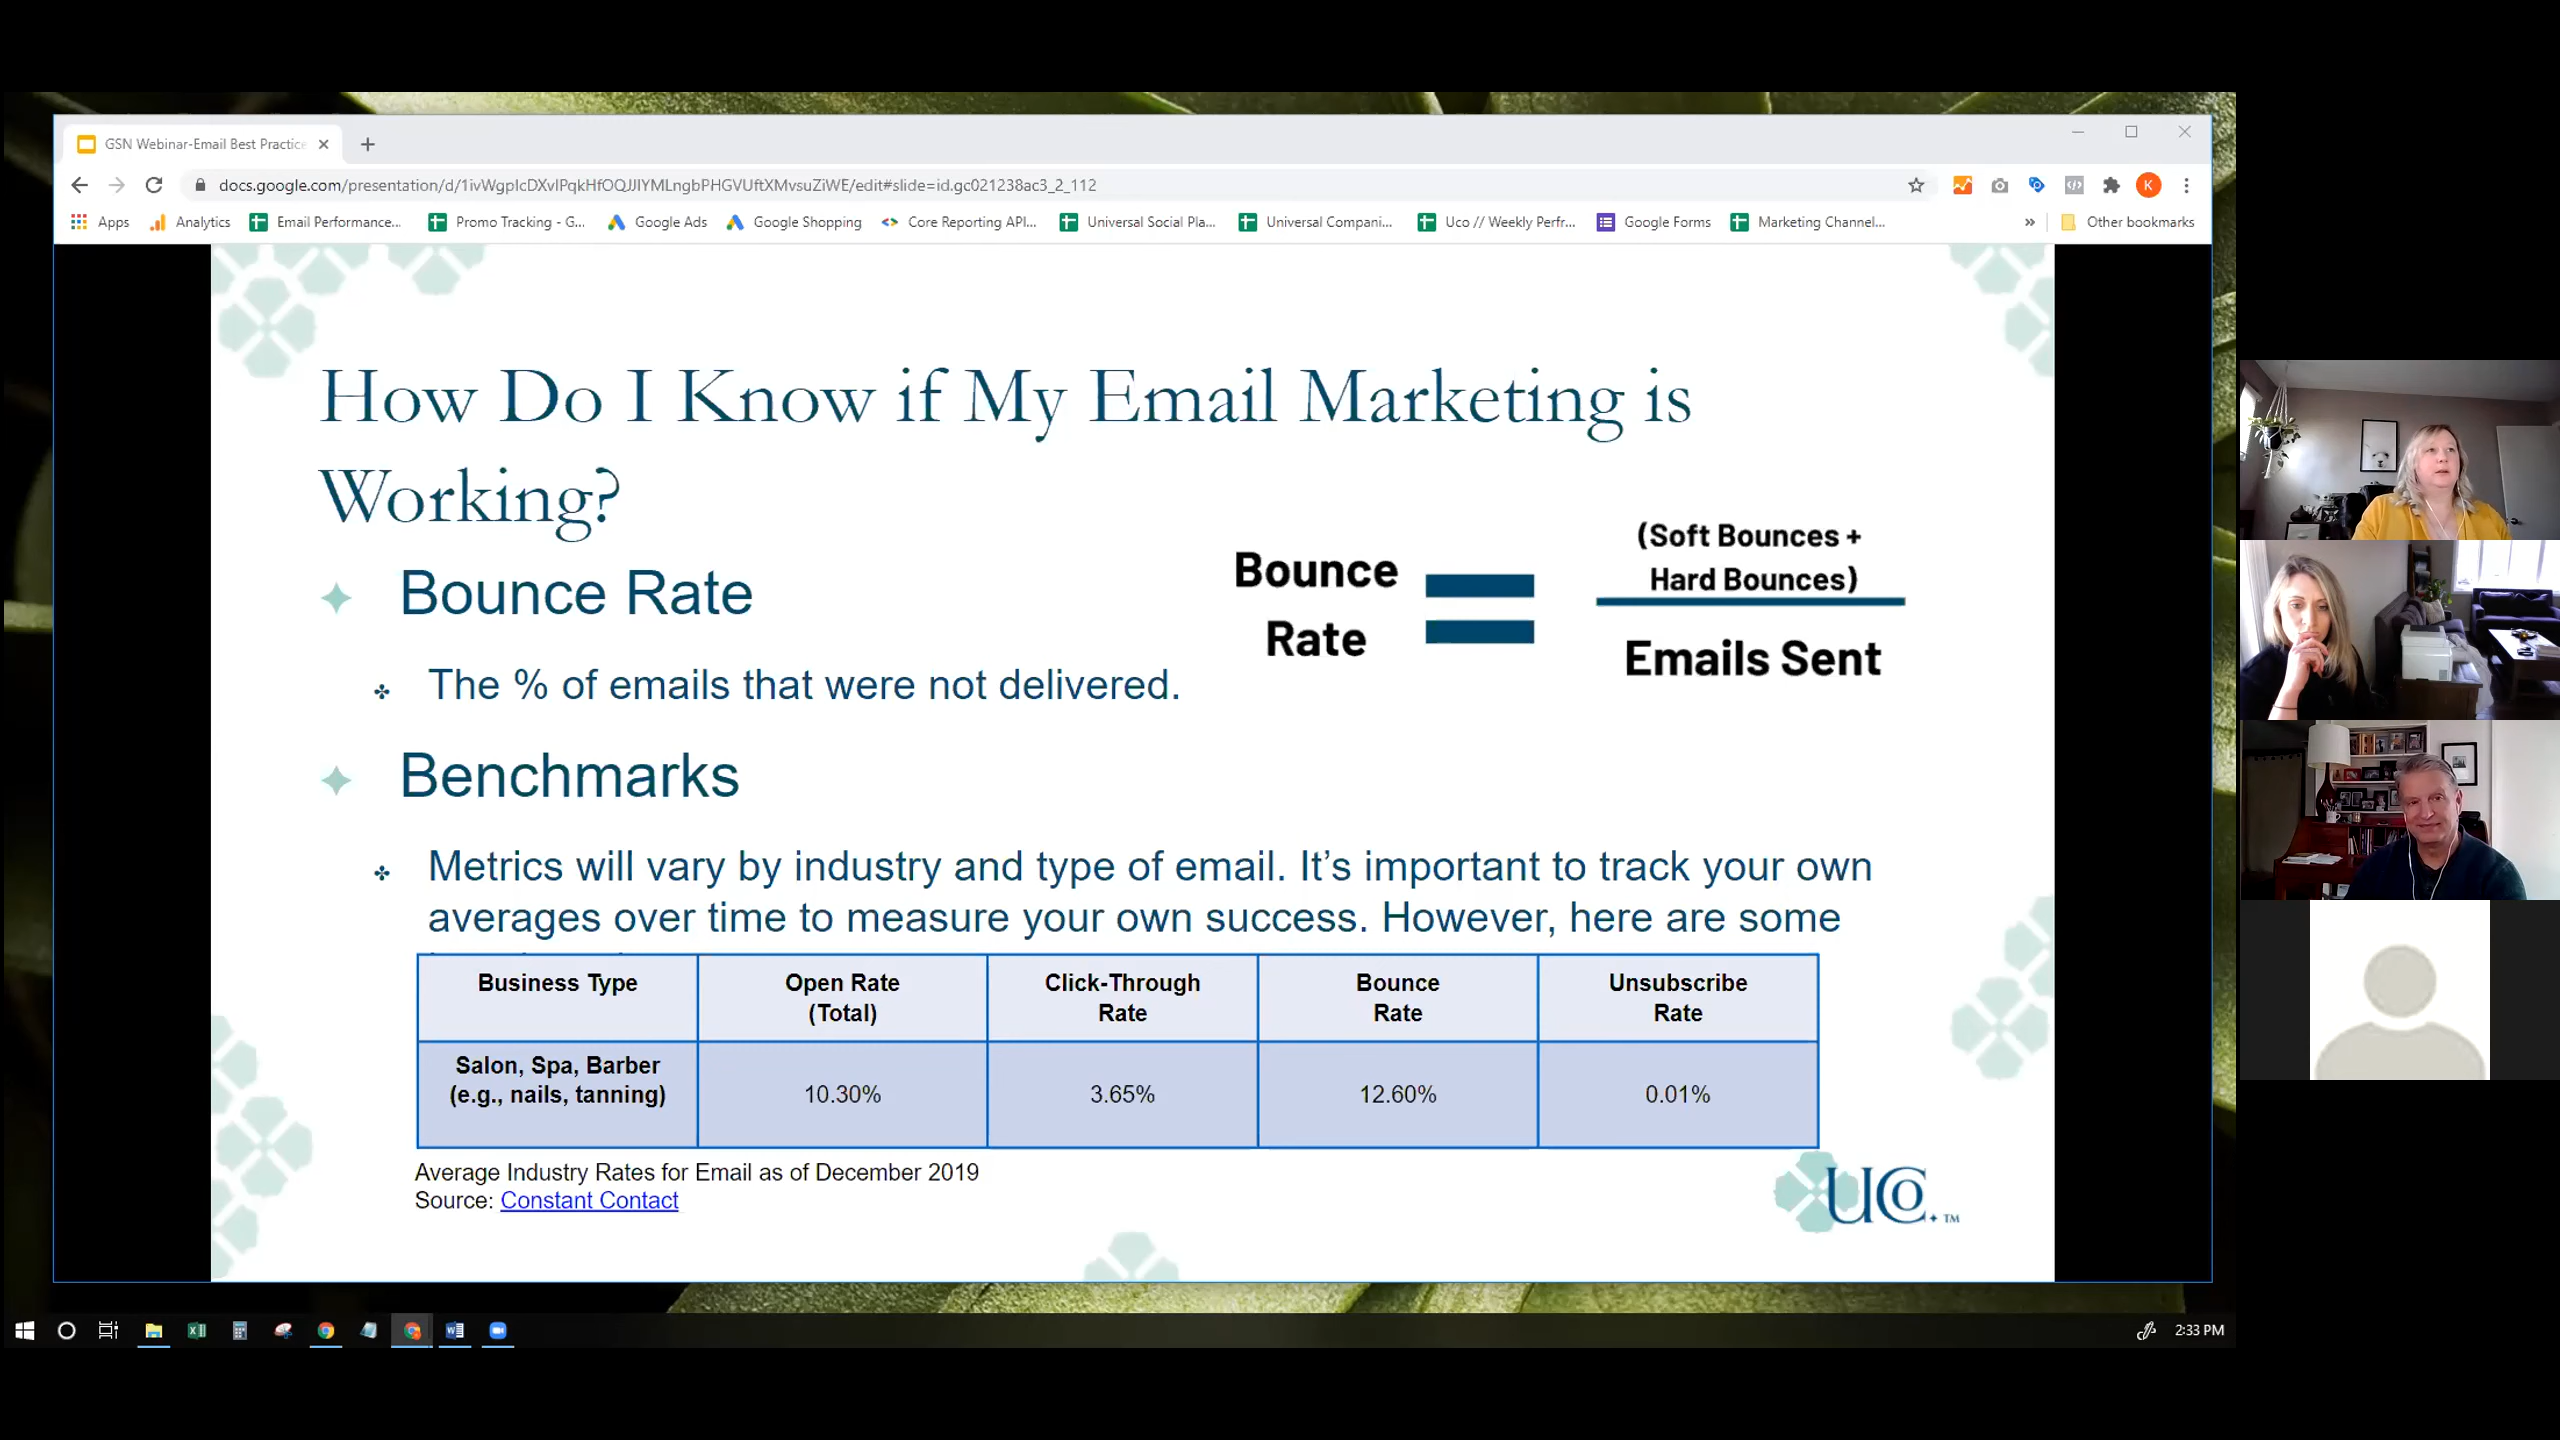 GSN Webinar-Email Best Practice
docs.google.com/presentation/d/1ivWgpIcDXvIPqkHfOQJJIYMLngbPHGVUftXMvsuZiWE/edit#slide=id.gc021238ac3_2_112
K
Apps Analytics Email Performance... Promo Tracking - G... Google Ads Google Shopping Core Reporting API... Universal Social Pla... Universal Compani... Uco // Weekly Perfr... Google Forms Marketing Channel... » Other bookmarks
How Do I Know if My Email Marketing is
Working?
Bounce Rate
The % of emails that were not delivered.
Bounce
Rate
(Soft Bounces +
Hard Bounces)
Emails Sent
Benchmarks
Metrics will vary by industry and type of email. It’s important to track your own
averages over time to measure your own success. However, here are some
Business Type Open Rate (Total) Click-Through Rate Bounce Rate Unsubscribe Rate
Salon, Spa, Barber
(e.g., nails, tanning) 10.30% 3.65% 12.60% 0.01%
Average Industry Rates for Email as of December 2019
Source: Constant Contact
UCo.™
2:33 PM